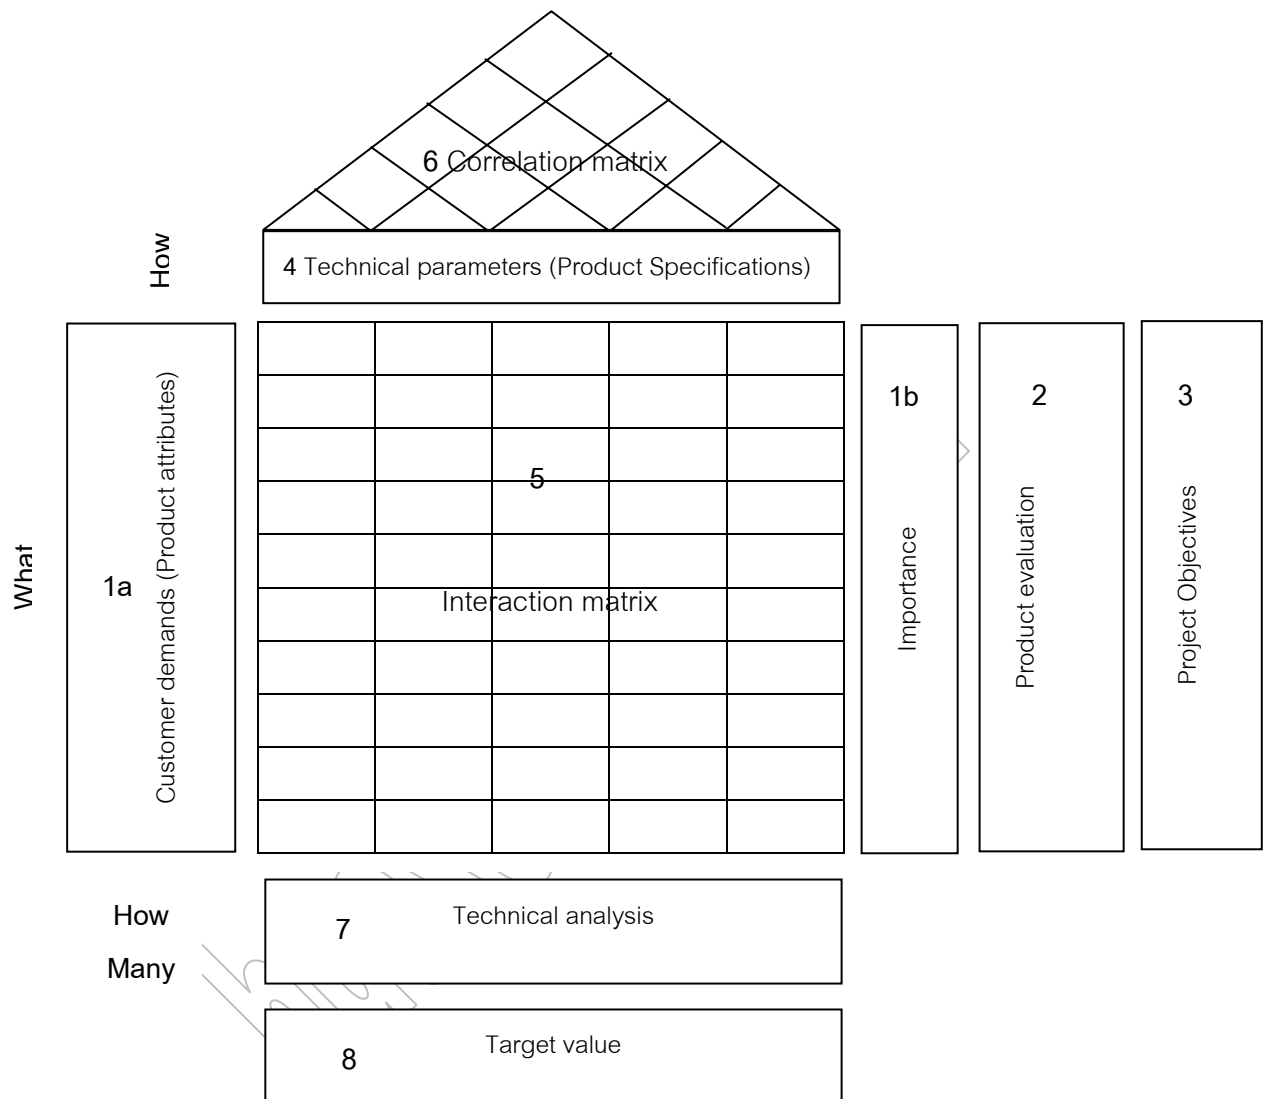 6 Correlation matrix
How
4 Technical parameters (Product Specifications)
What
1a
Customer demands (Product attributes)
5
Interaction matrix
1b
Importance
2
Product evaluation
3
Project Objectives
How
Many
7
Technical analysis
8
Target value